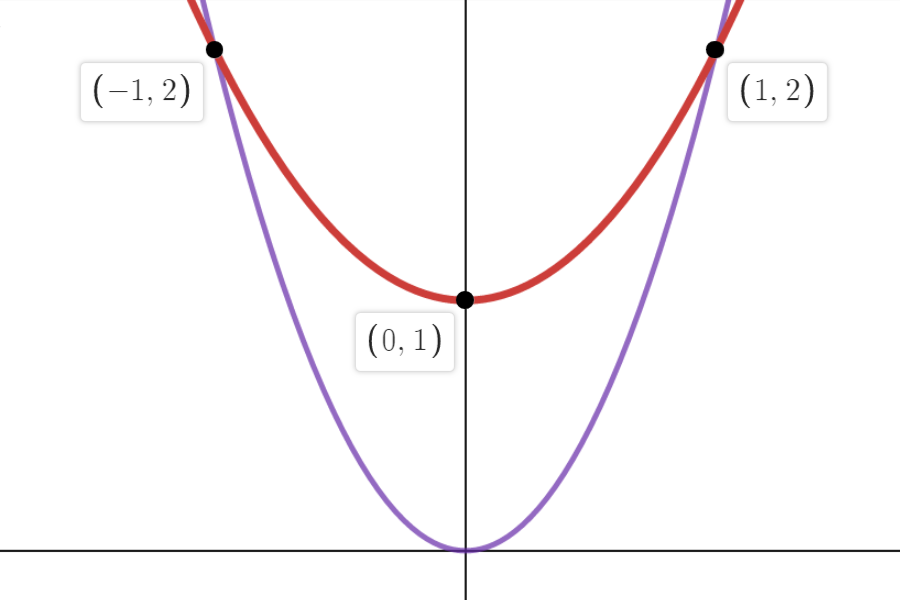 (−1, 2)
(1, 2)
(0, 1)